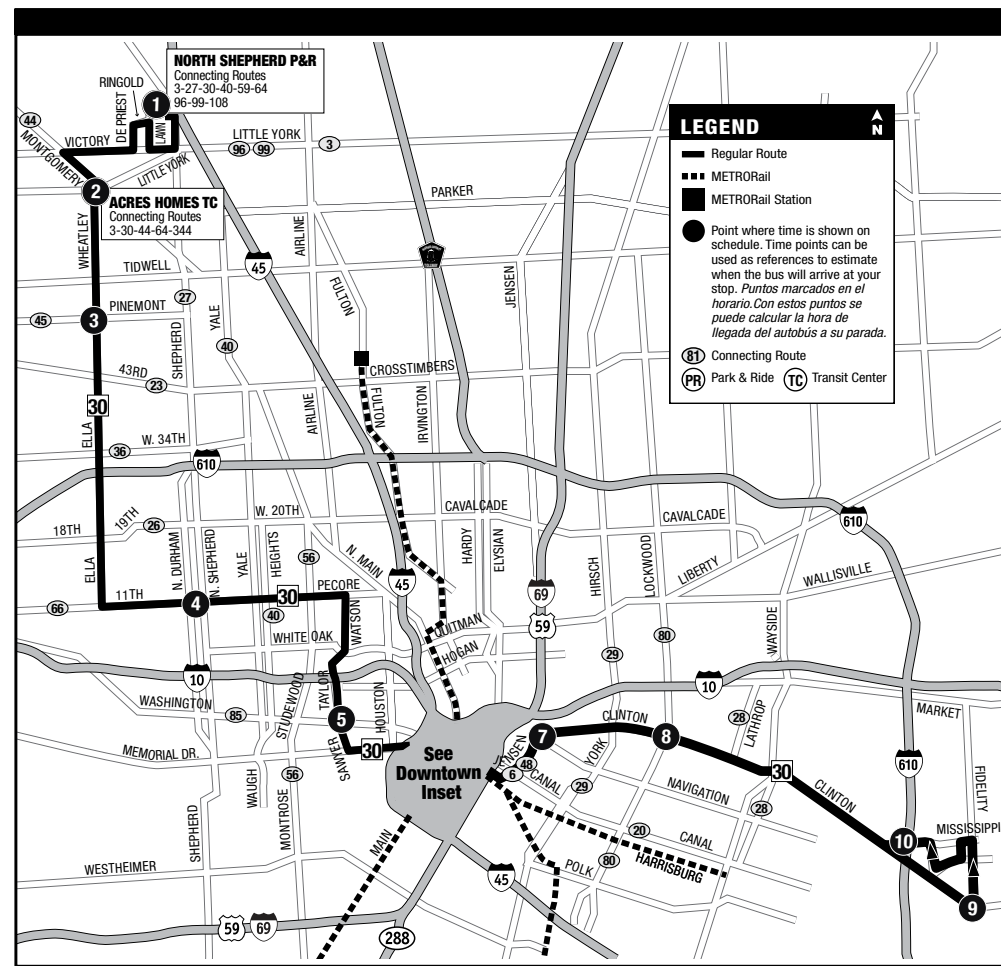 NORTH SHEPHERD P&R
Connecting Routes
3-27-30-40-59-64
96-99-108
RINGOLD
DE PRIEST
1
LAWN
44
MONTGOMERY
VICTORY
LITTLE YORK
LITTLE YORK
96
99
3
2
ACRES HOMES TC
Connecting Routes
3-30-44-64-344
PARKER
WHEATLEY
TIDWELL
45
AIRLINE
FULTON
JENSEN
27
PINEMONT
45
3
SHEPHERD
YALE
40
43RD
23
CROSSTIMBERS
30
ELLA
AIRLINE
FULTON
IRVINGTON
W. 34TH
36
610
LEGEND
N
Regular Route
METRORail
METRORail Station
Point where time is shown on
schedule. Time points can be
used as references to estimate
when the bus will arrive at your
stop. Puntos marcados en el
horario.Con estos puntos se
puede calcular la hora de
llegada del autobús a su parada.
81 Connecting Route
PR Park & Ride TC Transit Center
18TH
19TH
26
W. 20TH
CAVALCADE
CAVALCADE
610
ELLA
N. DURHAM
N. SHEPHERD
YALE
HEIGHTS
56
N. MAIN
45
HARDY
ELYSIAN
69
HIRSCH
LOCKWOOD
LIBERTY
WALLISVILLE
66
11TH
4
30
PECORE
40
WHITE OAK
WATSON
QUITMAN
HOGAN
59
29
80
WAYSIDE
10
WASHINGTON
85
STUDEWOOD
TAYLOR
5
HOUSTON
10
28
LATHROP
MARKET
MEMORIAL DR.
SAWYER
30
See
Downtown
Inset
JENSEN
7
48
6
CLINTON
8
YORK
30
CLINTON
610
FIDELITY
WAUGH
56
MONTROSE
CANAL
29
NAVIGATION
28
20
CANAL
10
MISSISSIPPI
SHEPHERD
WESTHEIMER
MAIN
45
POLK
80
HARRISBURG
9
59
69
288